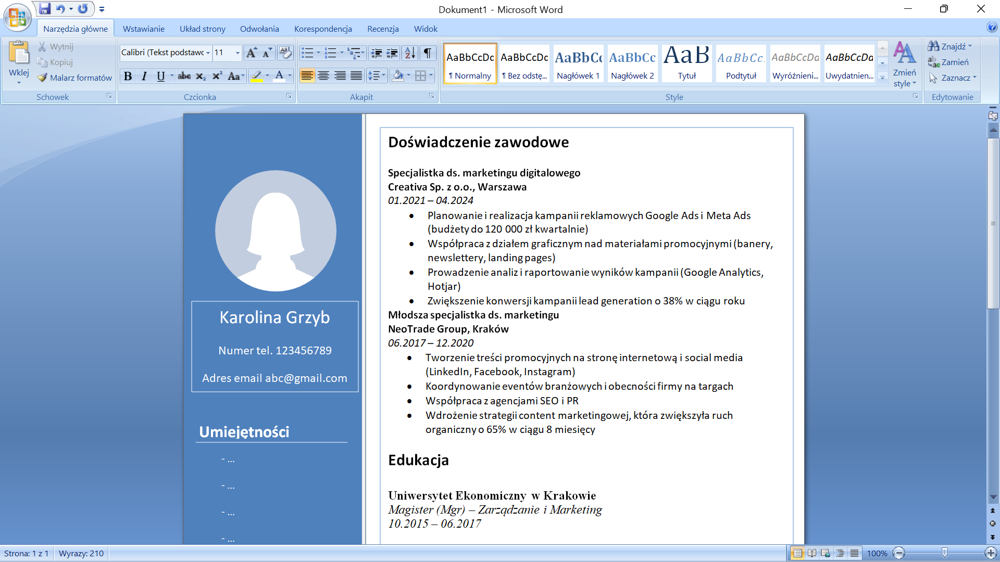 Dokument1 - Microsoft Word
Narzędzia główne Wstawianie Układ strony Odwołania Korespondencja Recenzja Widok
Wklej
Wytnij
Kopiuj
Malarz formatów
Schowek
Calibri (Tekst podstawc 11
B I U abc x₂ x² Aa A
Czcionka
Akapit
AaBbCcDc AaBbCcDc AaBbCc AaBbCc AaB AaBbCc. AaBbCcDa AaBbCcDa
¶ Normalny ¶ Bez odstę... Nagłówek 1 Nagłówek 2 Tytuł Podtytuł Wyróżnieni... Uwydatnien...
Zmień
style
Style
Znajdź
Zamień
Zaznacz
Edytowanie
Karolina Grzyb
Numer tel. 123456789
Adres email abc@gmail.com
Umiejętności
- ...
- ...
- ...
- ...
Doświadczenie zawodowe
Specjalistka ds. marketingu digitalowego
Creativa Sp. z o.o., Warszawa
01.2021 – 04.2024
• Planowanie i realizacja kampanii reklamowych Google Ads i Meta Ads
(budżety do 120 000 zł kwartalnie)
• Współpraca z działem graficznym nad materiałami promocyjnymi (banery,
newslettery, landing pages)
• Prowadzenie analiz i raportowanie wyników kampanii (Google Analytics,
Hotjar)
• Zwiększenie konwersji kampanii lead generation o 38% w ciągu roku
Młodsza specjalistka ds. marketingu
NeoTrade Group, Kraków
06.2017 – 12.2020
• Tworzenie treści promocyjnych na stronę internetową i social media
(LinkedIn, Facebook, Instagram)
• Koordynowanie eventów branżowych i obecności firmy na targach
• Współpraca z agencjami SEO i PR
• Wdrożenie strategii content marketingowej, która zwiększyła ruch
organiczny o 65% w ciągu 8 miesięcy
Edukacja
Uniwersytet Ekonomiczny w Krakowie
Magister (Mgr) – Zarządzanie i Marketing
10.2015 – 06.2017
Strona: 1 z 1 Wyrazy: 210
100%